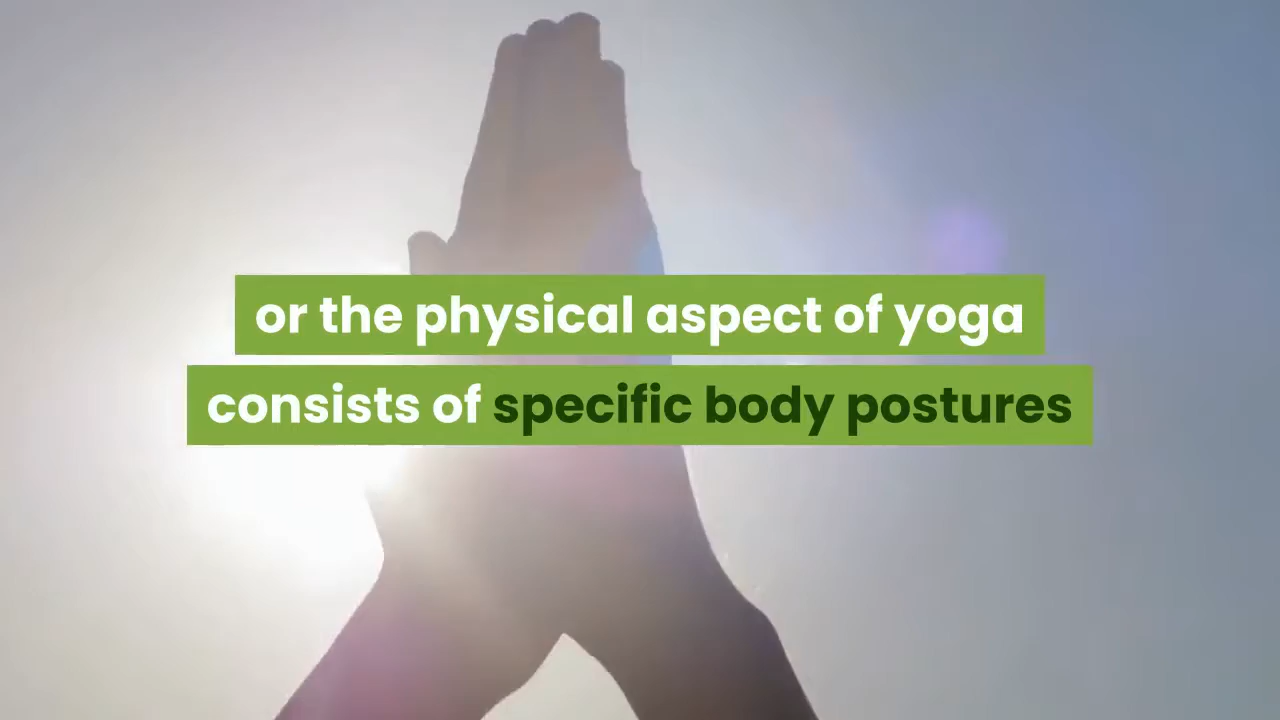 or the physical aspect of yoga
consists of specific body postures